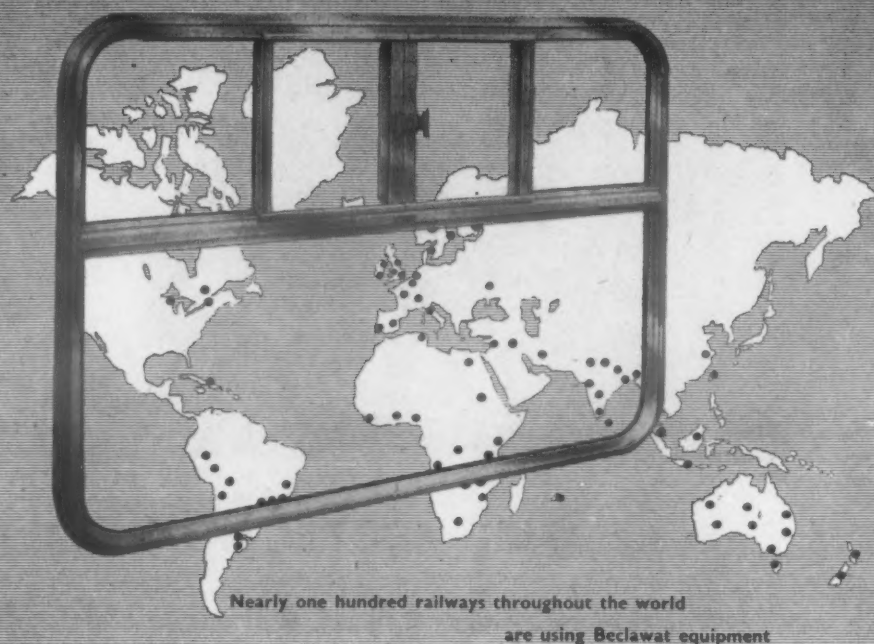 Nearly one hundred railways throughout the world
are using Beclawat equipment